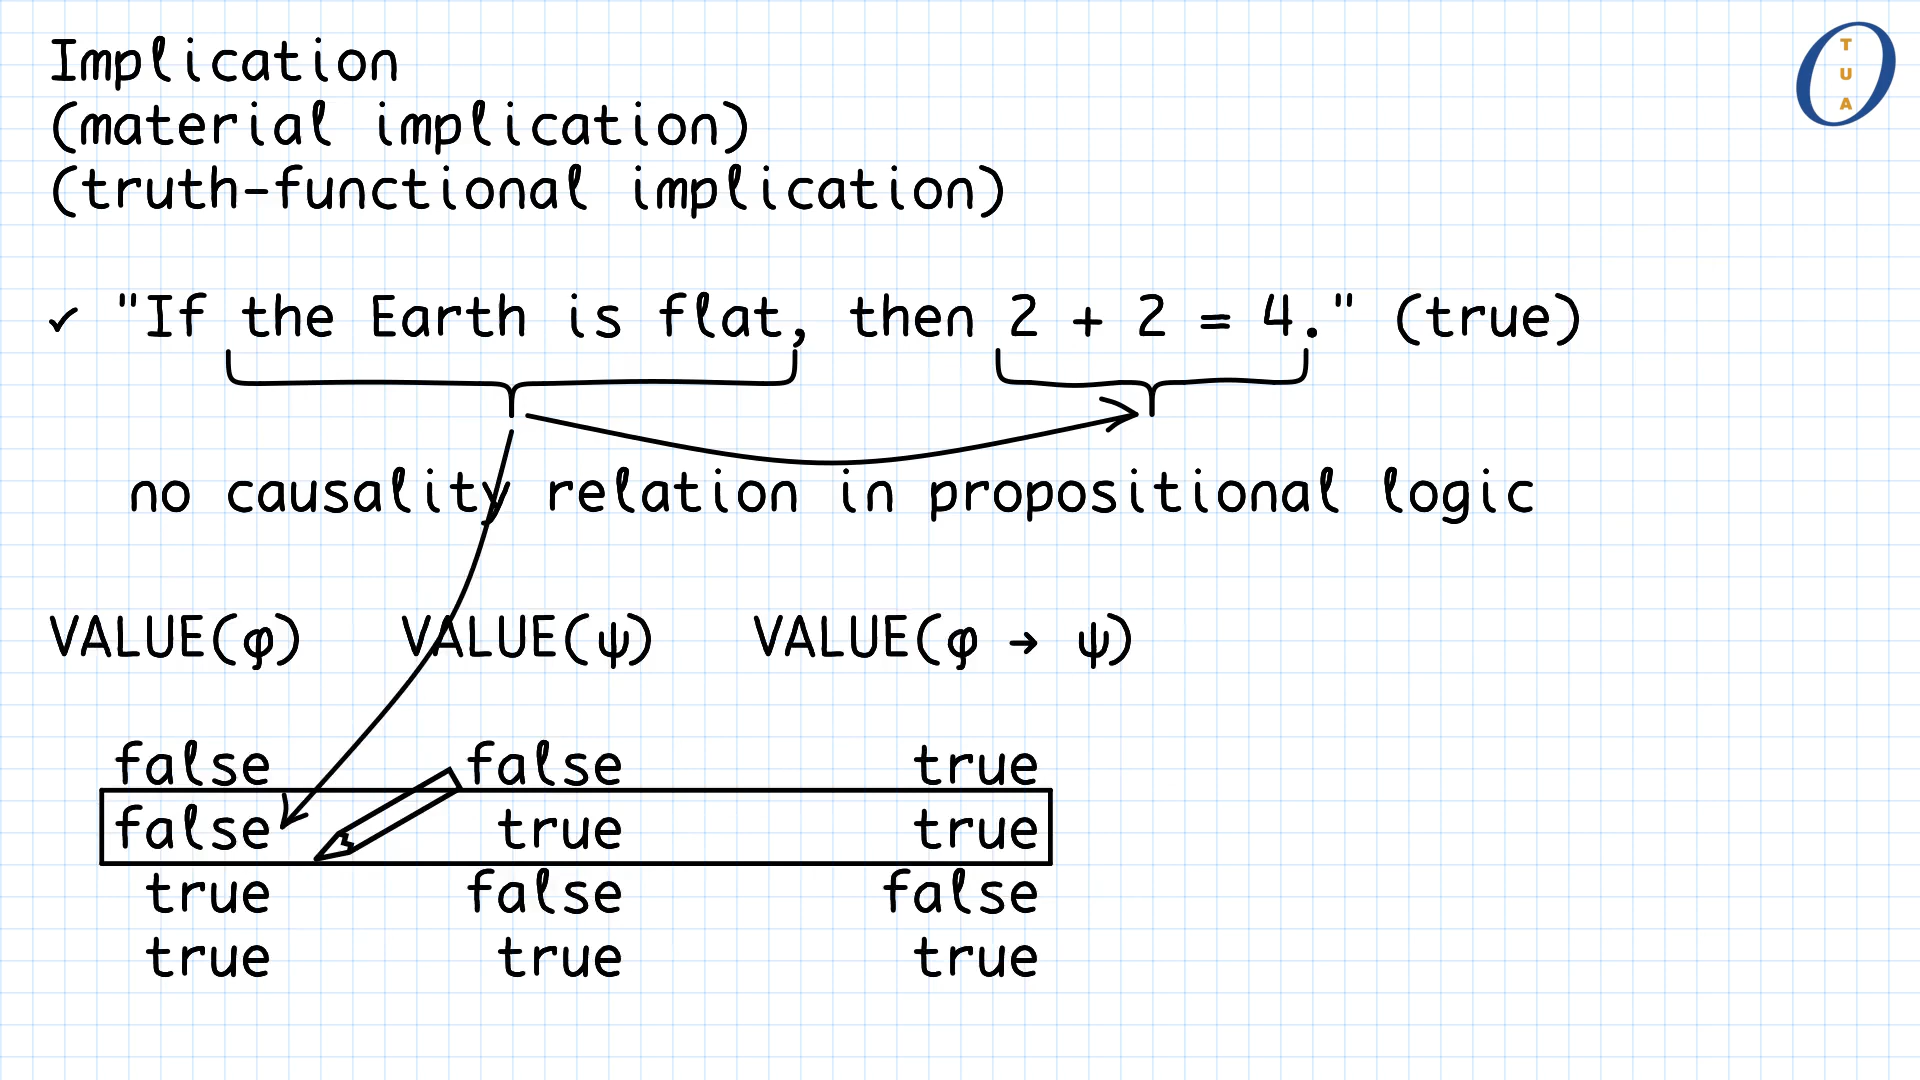 Implication
(material implication)
(truth-functional implication)
T
U
A
✓ "If the Earth is flat, then 2 + 2 = 4." (true)
no causality relation in propositional logic
VALUE(φ) VALUE(ψ) VALUE(φ → ψ)
false false true
false true true
true false false
true true true